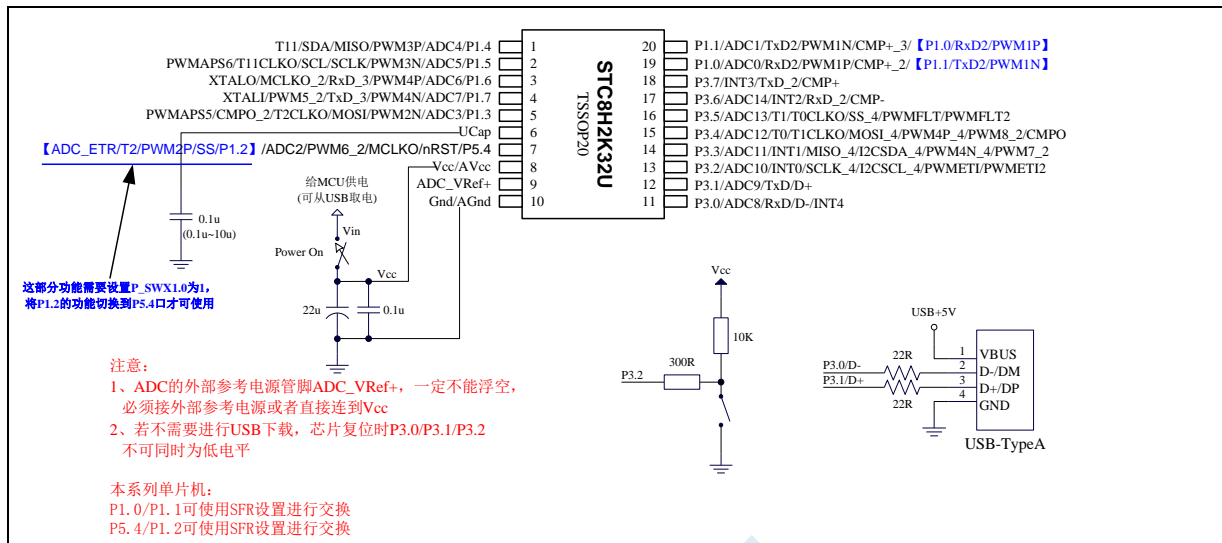 T11/SDA/MISO/PWM3P/ADC4/P1.4
PWMAPS6/T11CLKO/SCL/SCLK/PWM3N/ADC5/P1.5
XTALO/MCLKO_2/RxD_3/PWM4P/ADC6/P1.6
XTALI/PWM5_2/TxD_3/PWM4N/ADC7/P1.7
PWMAPS5/CMPO_2/T2CLKO/MOSI/PWM2N/ADC3/P1.3
UCap
【ADC_ETR/T2/PWM2P/SS/P1.2】/ADC2/PWM6_2/MCLKO/nRST/P5.4
Vcc/AVcc
ADC_VRef+
Gnd/AGnd
1
2
3
4
5
6
7
8
9
10
STC8H2K32U
TSSOP20
20
19
18
17
16
15
14
13
12
11
P1.1/ADC1/TxD2/PWM1N/CMP+_3/【P1.0/RxD2/PWM1P】
P1.0/ADC0/RxD2/PWM1P/CMP+_2/【P1.1/TxD2/PWM1N】
P3.7/INT3/TxD_2/CMP+
P3.6/ADC14/INT2/RxD_2/CMP-
P3.5/ADC13/T1/T0CLKO/SS_4/PWMFLT/PWMFLT2
P3.4/ADC12/T0/T1CLKO/MOSI_4/PWM4P_4/PWM8_2/CMPO
P3.3/ADC11/INT1/MISO_4/I2CSDA_4/PWM4N_4/PWM7_2
P3.2/ADC10/INT0/SCLK_4/I2CSCL_4/PWMETI/PWMETI2
P3.1/ADC9/TxD/D+
P3.0/ADC8/RxD/D-/INT4
0.1u
(0.1u~10u)
这部分功能需要设置P_SWX1.0为1，
将P1.2的功能切换到P5.4口才可使用
给MCU供电
(可从USB取电)
Vin
Power On
Vcc
22u
0.1u
Vcc
10K
300R
P3.2
USB+5V
P3.0/D-
P3.1/D+
22R
22R
1
2
3
4
VBUS
D-/DM
D+/DP
GND
USB-TypeA
注意：
1、ADC的外部参考电源管脚ADC_VRef+，一定不能浮空，
必须接外部参考电源或者直接连到Vcc
2、若不需要进行USB下载，芯片复位时P3.0/P3.1/P3.2
不可同时为低电平
本系列单片机：
P1.0/P1.1可使用SFR设置进行交换
P5.4/P1.2可使用SFR设置进行交换